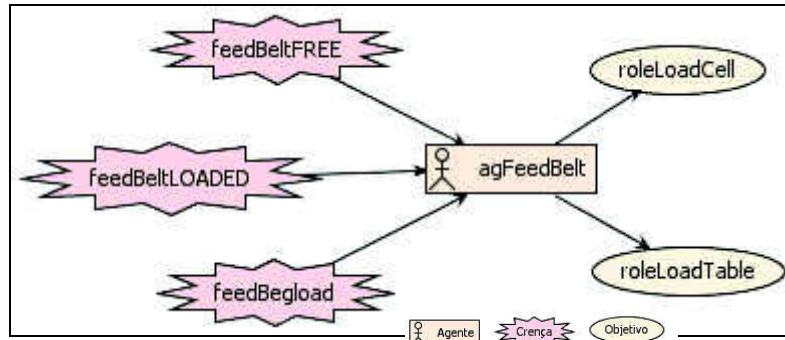 feedBeltFREE
roleLoadCell
feedBeltLOADED
agFeedBelt
feedBegload
roleLoadTable
Agente
Crença
Objetivo